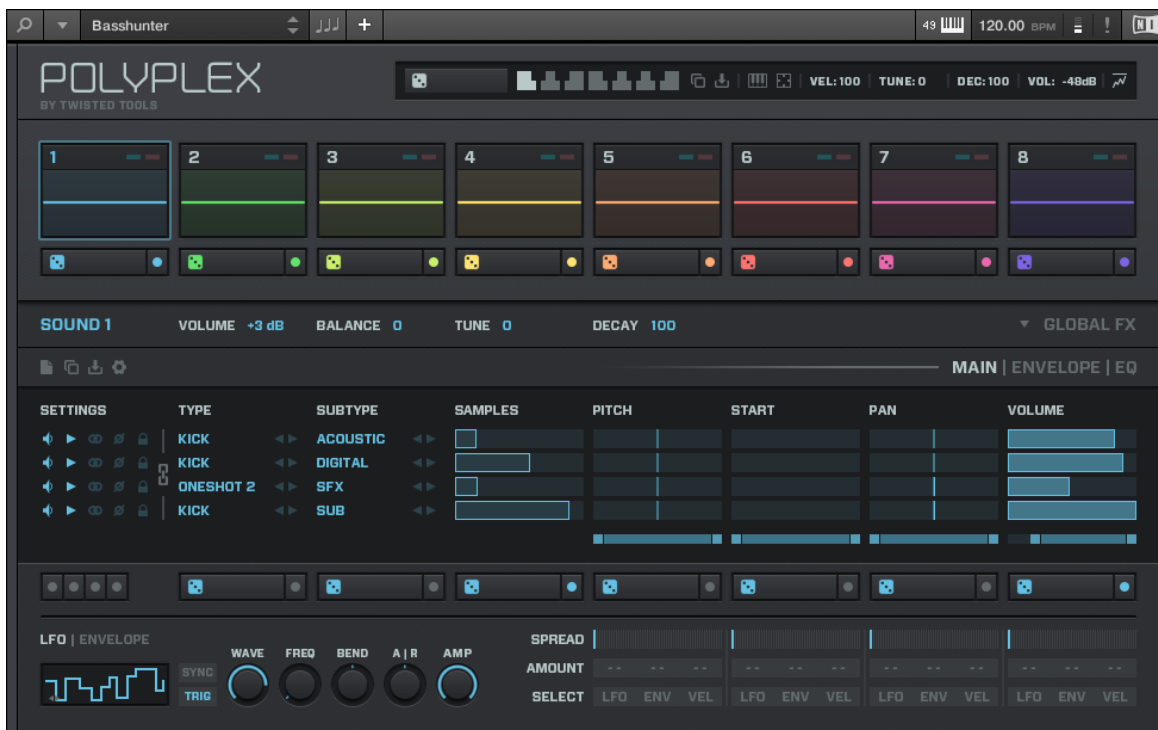 Basshunter + 49 120.00 BPM ! NI
POLYPLEX
BY TWISTED TOOLS
VEL:100 TUNE:0 DEC:100 VOL: -48dB
1 2 3 4 5 6 7 8
SOUND 1 VOLUME +3 dB BALANCE 0 TUNE 0 DECAY 100 GLOBAL FX
MAIN | ENVELOPE | EQ
SETTINGS TYPE SUBTYPE SAMPLES PITCH START PAN VOLUME
KICK ACOUSTIC
KICK DIGITAL
ONESHOT 2 SFX
KICK SUB
LFO | ENVELOPE WAVE FREQ BEND A|R AMP SPREAD
SYNC AMOUNT -- -- -- -- -- -- -- -- -- -- -- --
TRIG SELECT LFO ENV VEL LFO ENV VEL LFO ENV VEL LFO ENV VEL